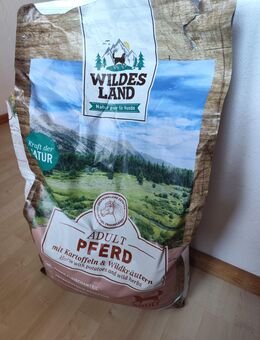 WILDES
LAND
Natur pur für Hunde
Kraft der
NATUR
ADULT
PFERD
mit Kartoffeln & Wildkräutern
Horse with potatoes and wild herbs